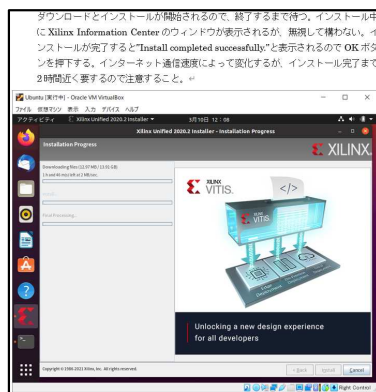 ダウンロードとインストールが開始されるので、終了するまで待つ。インストール中
に Xilinx Information Center のウィンドウが表示されるが、無視して構わない。イ
ンストールが完了すると"Install completed successfully."と表示されるので OK ボタ
ンを押下する。インターネット通信速度によって変化するが、インストール完了まで
2時間近く要するので注意すること。
Ubuntu [実行中] - Oracle VM VirtualBox
ファイル 仮想マシン 表示 入力 デバイス ヘルプ
アクティビティ Xilinx Unified 2020.2 Installer
3月10日 12:08
Xilinx Unified 2020.2 Installer - Installation Progress
Installation Progress
XILINX
Downloading files
1 h and 46 m
left at 2 MB/sec.
Final Processing...
XILINX
VITIS.
</>
Unlocking a new design experience
for all developers
Copyright © 1986-2021 Xilinx, Inc. All rights reserved.
< Back
Install
Cancel
Right Control